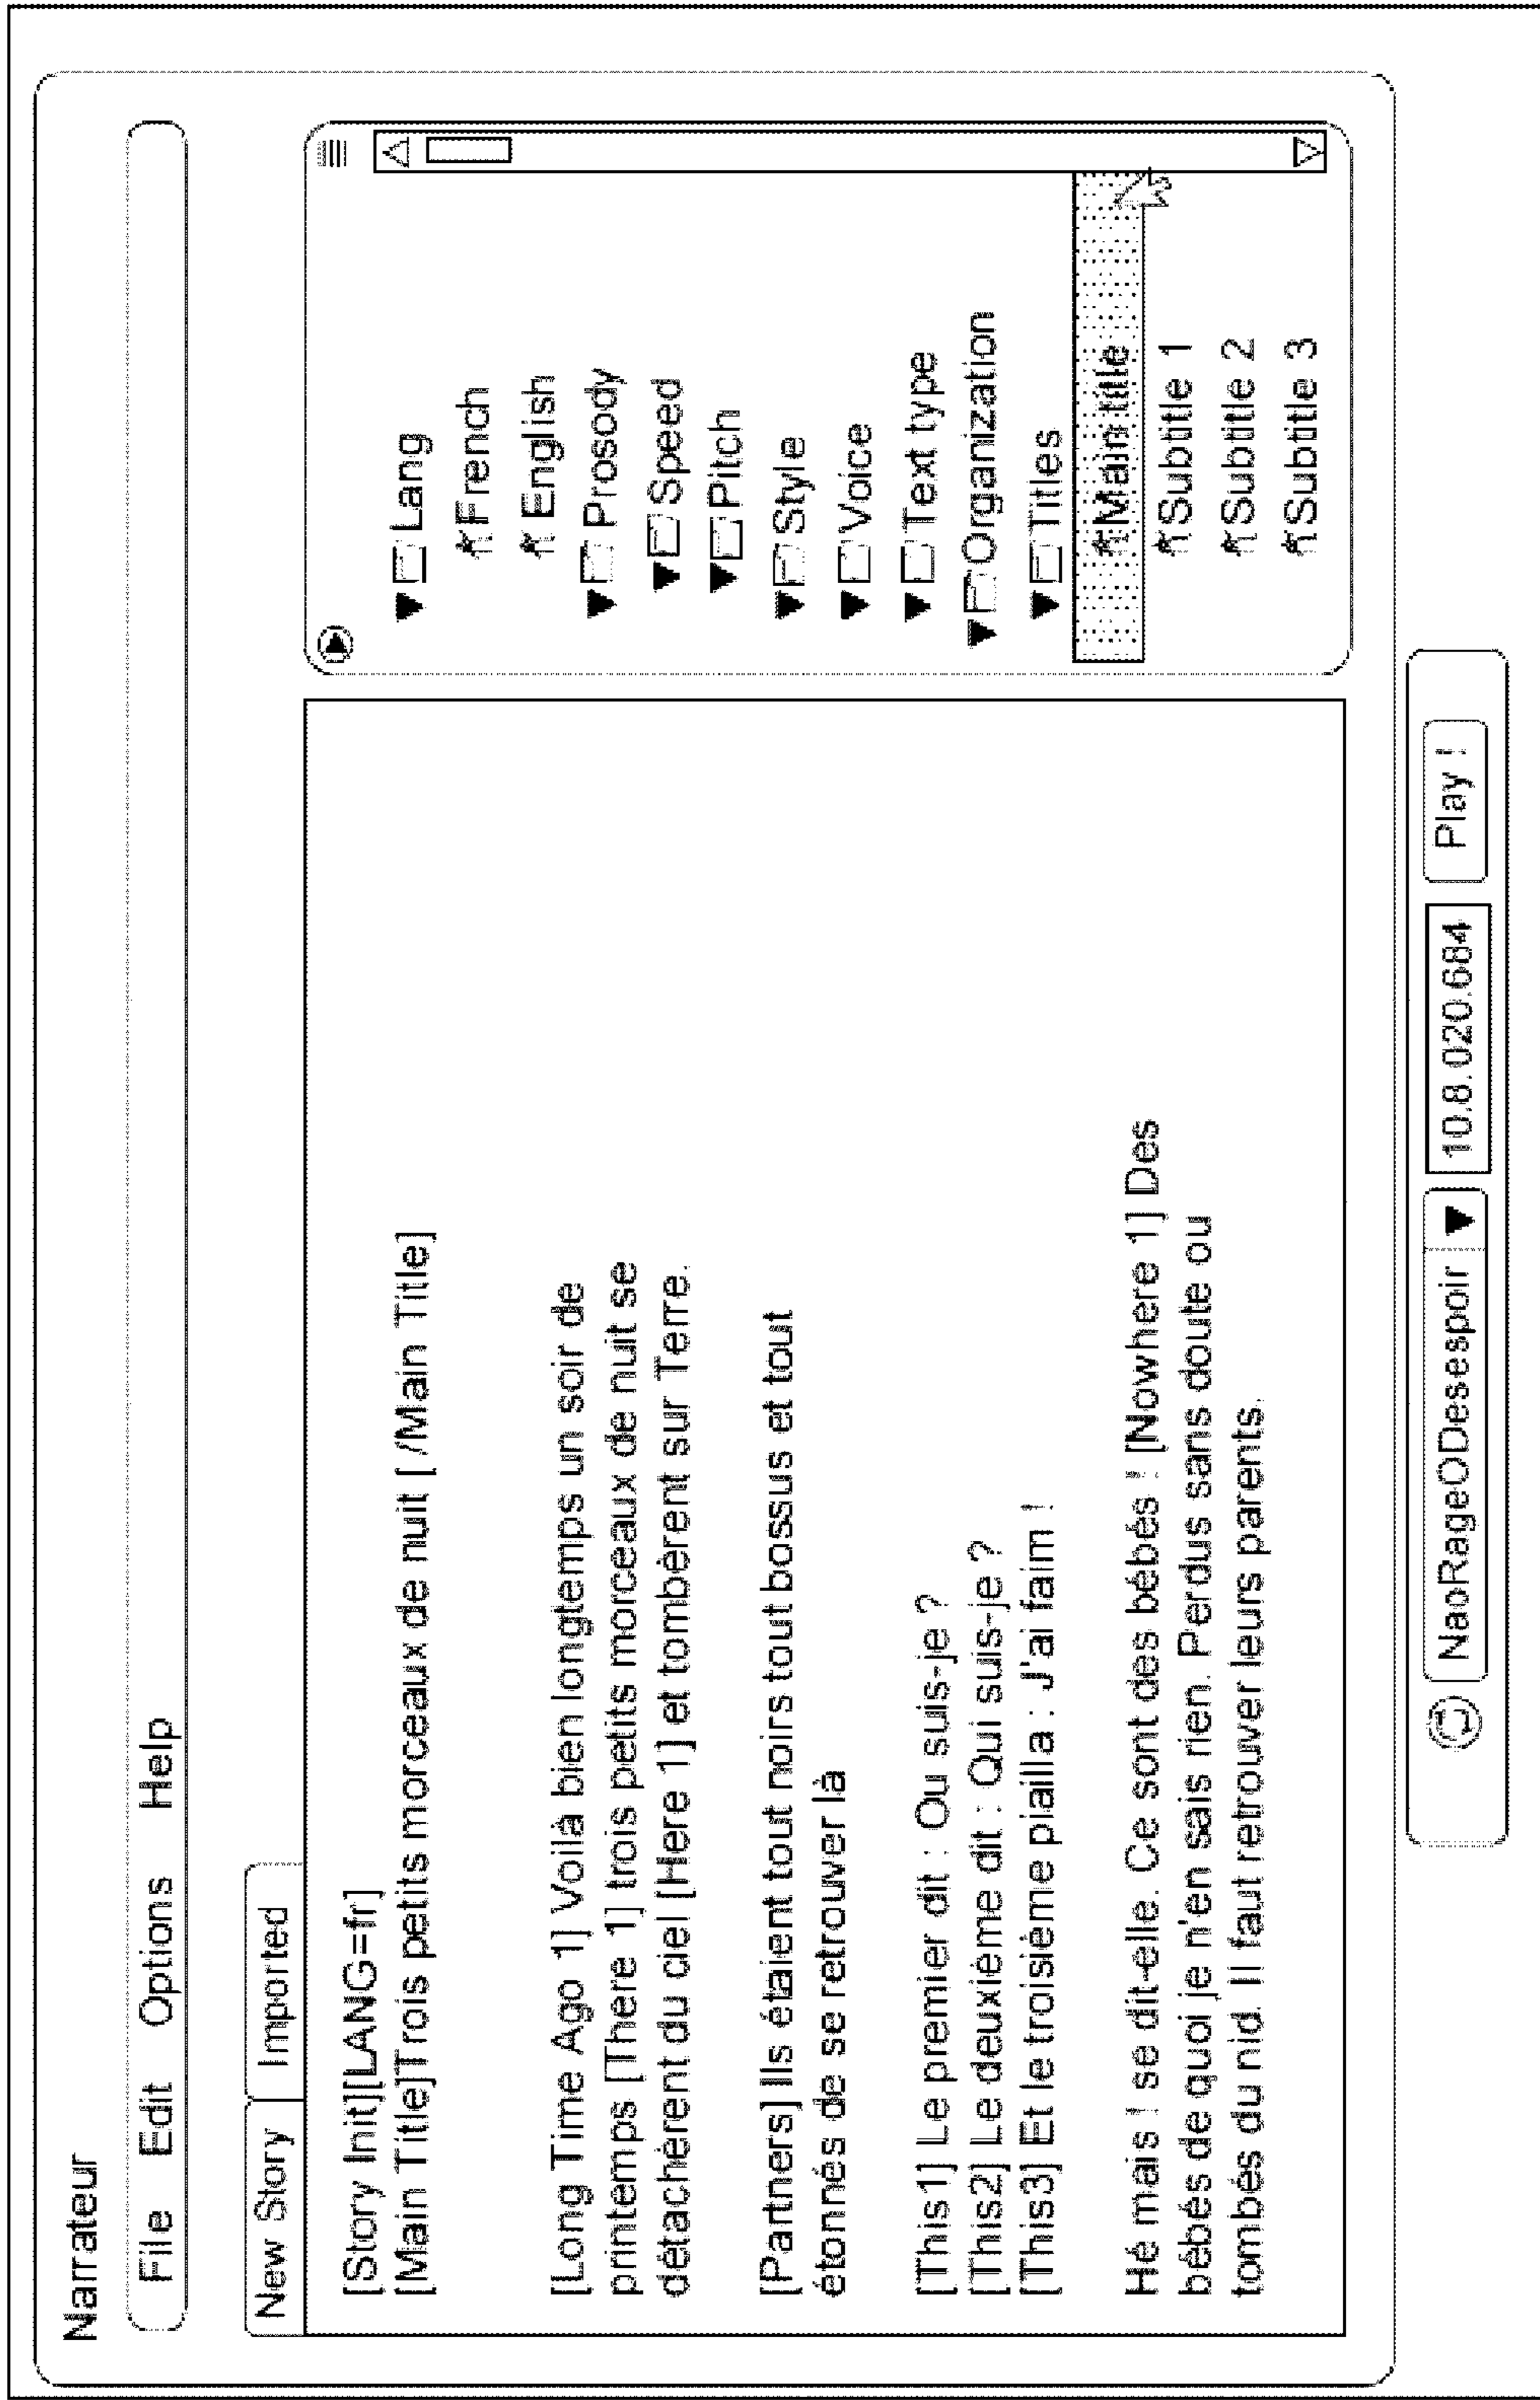 Narrateur
File Edit Options Help
New Story Imported
[Story Init][LANG=fr]
[Main Title]Trois petits morceaux de nuit [ /Main Title]
[Long Time Ago 1] Voilà bien longtemps un soir de
printemps [There 1] trois petits morceaux de nuit se
détachèrent du ciel [Here 1] et tombèrent sur Terre.
[Partners] Ils étaient tout noirs tout bossus et tout
étonnés de se retrouver là
[This1] Le premier dit : Ou suis-je ?
[This2] Le deuxième dit : Qui suis-je ?
[This3] Et le troisième piailla : J'ai faim !
Hé mais ! se dit-elle. Ce sont des bébés ! [Nowhere 1] Des
bébés de quoi je n'en sais rien. Perdus sans doute ou
tombés du nid. Il faut retrouver leurs parents.
Lang
French
English
Prosody
Speed
Pitch
Style
Voice
Text type
Organization
Titles
Main title
Subtitle 1
Subtitle 2
Subtitle 3
NaoRageODesespoir 10.8.020.684 Play !